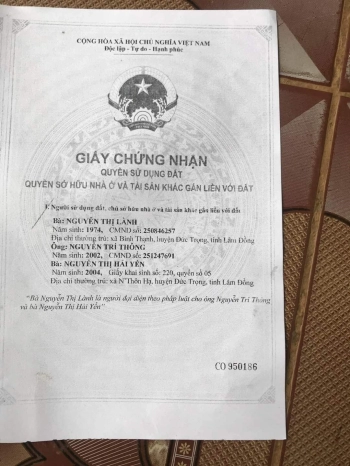 CỘNG HÒA XÃ HỘI CHỦ NGHĨA VIỆT NAM
Độc lập - Tự do - Hạnh phúc
GIẤY CHỨNG NHẬN
QUYỀN SỬ DỤNG ĐẤT
QUYỀN SỞ HỮU NHÀ Ở VÀ TÀI SẢN KHÁC GẮN LIỀN VỚI ĐẤT
I. Người sử dụng đất, chủ sở hữu nhà ở và tài sản khác gắn liền với đất
Bà: NGUYỄN THỊ LÀNH
Năm sinh: 1974, CMND số: 250846257
Địa chỉ thường trú: xã Bình Thạnh, huyện Đức Trọng, tỉnh Lâm Đồng
Ông: NGUYỄN TRÍ THÔNG
Năm sinh: 2002, CMND số: 251247691
Bà: NGUYỄN THỊ HẢI YẾN
Năm sinh: 2004, Giấy khai sinh số: 220, quyển số 05
Địa chỉ thường trú: xã N'Thôn Hạ, huyện Đức Trọng, tỉnh Lâm Đồng
"Bà Nguyễn Thị Lành là người đại diện theo pháp luật cho ông Nguyễn Trí Thông
và bà Nguyễn Thị Hải Yến"
CO 950186